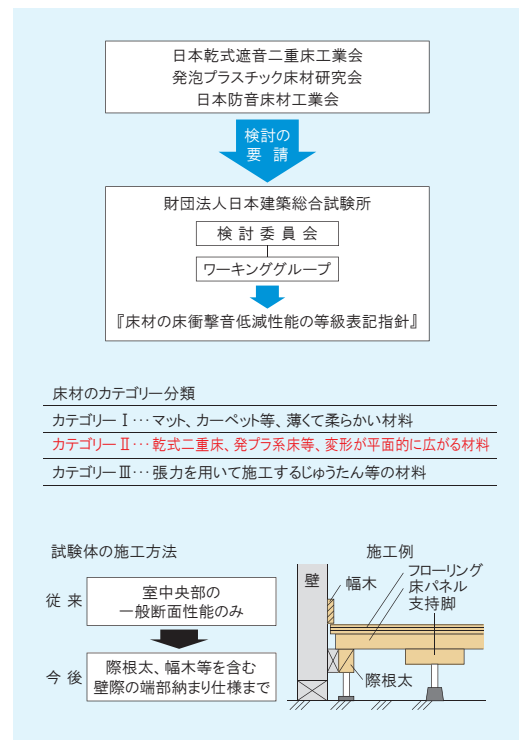 日本乾式遮音二重床工業会
発泡プラスチック床材研究会
日本防音床材工業会
検討の
要 請
財団法人日本建築総合試験所
検 討 委 員 会
ワーキンググループ
『床材の床衝撃音低減性能の等級表記指針』
床材のカテゴリー分類
カテゴリーⅠ･･･マット、カーペット等、薄くて柔らかい材料
カテゴリーⅡ･･･乾式二重床、発プラ系床等、変形が平面的に広がる材料
カテゴリーⅢ･･･張力を用いて施工するじゅうたん等の材料
試験体の施工方法
従 来
室中央部の
一般断面性能のみ
今 後
際根太、幅木等を含む
壁際の端部納まり仕様まで
施工例
壁
幅木
フローリング
床パネル
支持脚
際根太